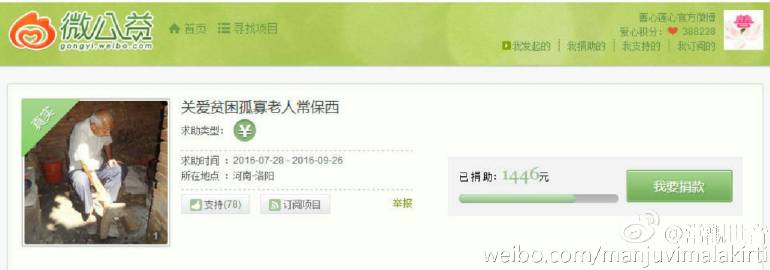 微公益
gongyi.weibo.com
首页 寻找项目
善心莲心官方微博
爱心积分: 388228
我发起的 | 我捐助的 | 我支持的 | 我订阅的
真实
关爱贫困孤寡老人常保西
求助类型: ¥
求助时间 : 2016-07-28 - 2016-09-26
所在地点 : 河南-洛阳
支持(78) 订阅项目 举报
已捐助: 1446元
我要捐款
weibo.com/manjuvimalakirti